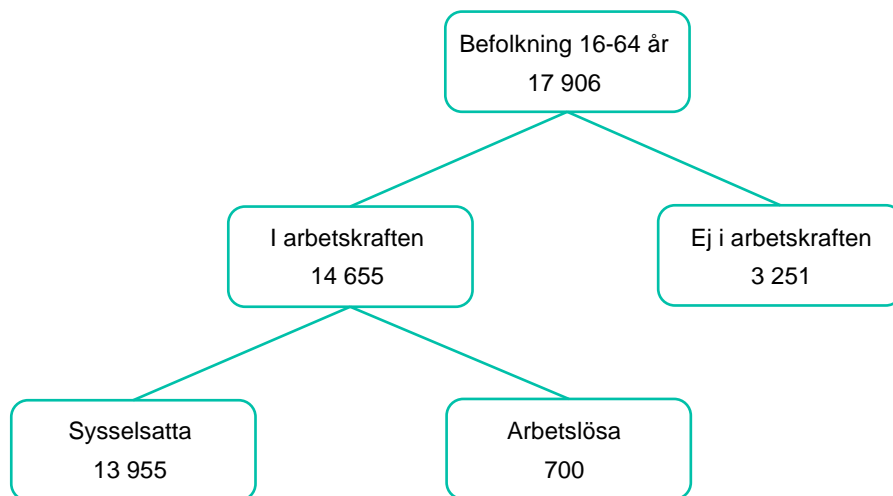 Befolkning 16-64 år
17 906
I arbetskraften
14 655
Ej i arbetskraften
3 251
Sysselsatta
13 955
Arbetslösa
700